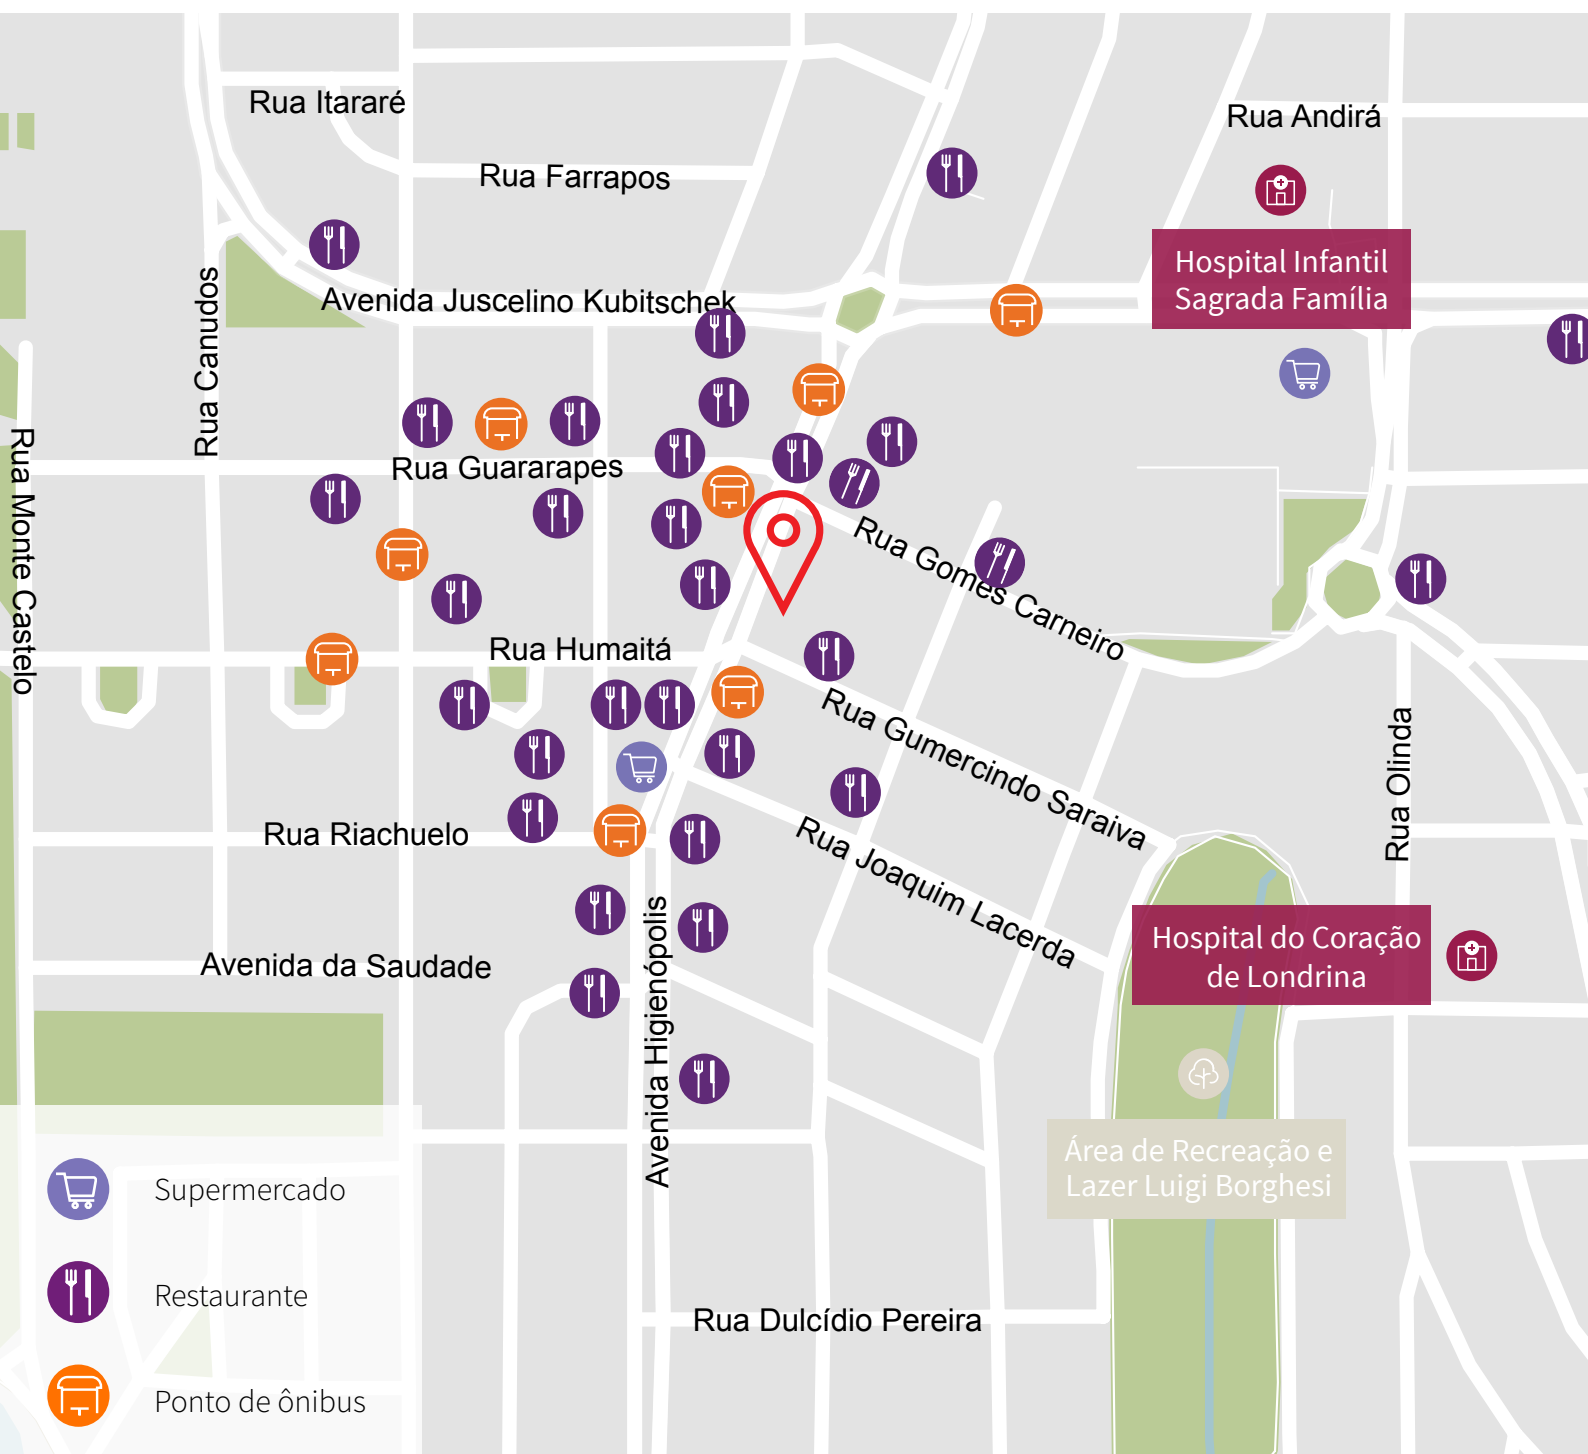 Rua Itararé
Rua Andirá
Rua Farrapos
Hospital Infantil
Sagrada Família
Avenida Juscelino Kubitschek
Rua Canudos
Rua Guararapes
Rua Monte Castelo
Rua Gomes Carneiro
Rua Humaitá
Rua Gumercindo Saraiva
Rua Olinda
Rua Riachuelo
Rua Joaquim Lacerda
Avenida Higienópolis
Hospital do Coração
de Londrina
Avenida da Saudade
Área de Recreação e
Lazer Luigi Borghesi
Supermercado
Restaurante
Rua Dulcídio Pereira
Ponto de ônibus